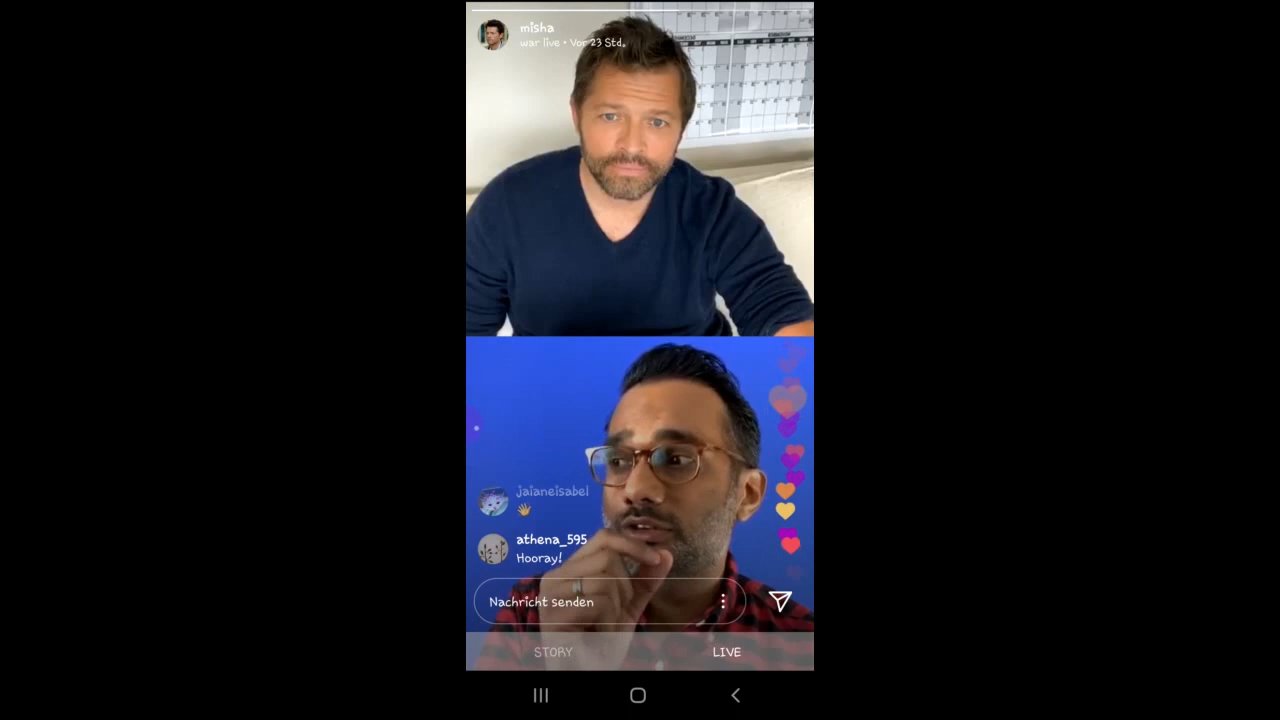 misha
war live • Vor 23 Std.
jaianeisabel
👋
athena_595
Hooray!
Nachricht senden
STORY
LIVE